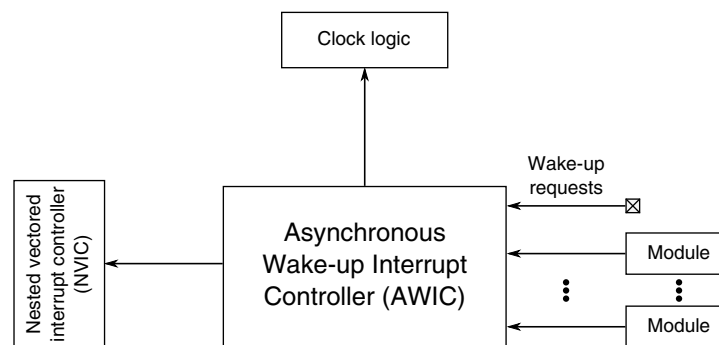 Clock logic
Nested vectored
interrupt controller
(NVIC)
Asynchronous
Wake-up Interrupt
Controller (AWIC)
Wake-up
requests
Module
Module